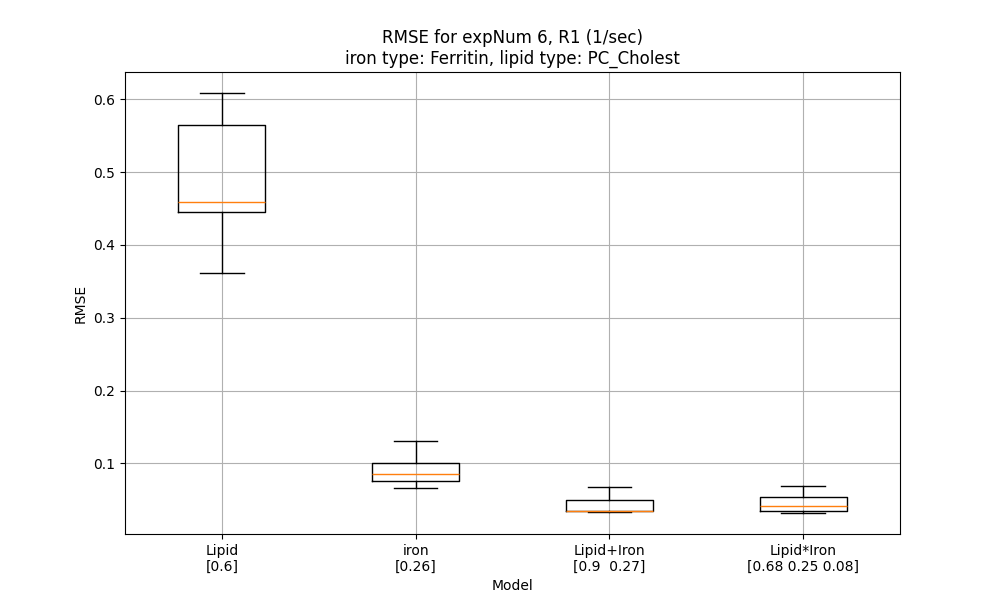 RMSE for expNum 6, R1 (1/sec)
iron type: Ferritin, lipid type: PC_Cholest
0.6
0.5
0.4
0.3
0.2
0.1
RMSE
Lipid
[0.6]
iron
[0.26]
Lipid+Iron
[0.9  0.27]
Lipid*Iron
[0.68 0.25 0.08]
Model